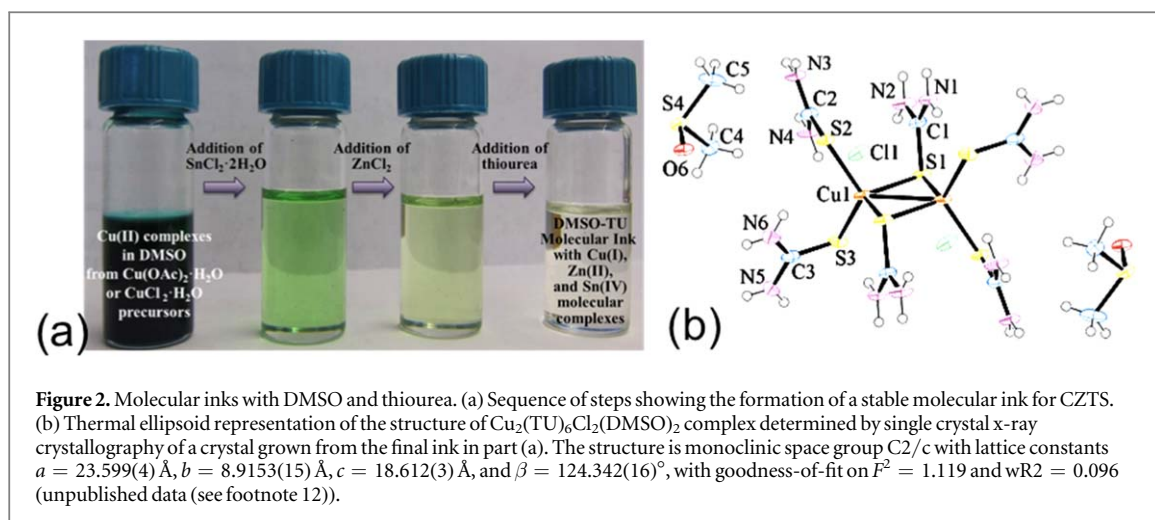 Addition of
SnCl₂·2H₂O
Addition of
ZnCl₂
Addition of
thiourea
Cu(II) complexes
in DMSO
from Cu(OAc)₂·H₂O
or CuCl₂·H₂O
precursors
DMSO-TU
Molecular Ink
with Cu(I),
Zn(II),
and Sn(IV)
molecular
complexes
(a)
N3
C5
C2
N2
N1
S4
N4
S2
C1
C4
Cl1
O6
S1
Cu1
N6
S3
C3
N5
(b)
Figure 2. Molecular inks with DMSO and thiourea. (a) Sequence of steps showing the formation of a stable molecular ink for CZTS.
(b) Thermal ellipsoid representation of the structure of Cu₂(TU)₆Cl₂(DMSO)₂ complex determined by single crystal x-ray
crystallography of a crystal grown from the final ink in part (a). The structure is monoclinic space group C2/c with lattice constants
a = 23.599(4) Å, b = 8.9153(15) Å, c = 18.612(3) Å, and β = 124.342(16)°, with goodness-of-fit on F² = 1.119 and wR2 = 0.096
(unpublished data (see footnote 12)).